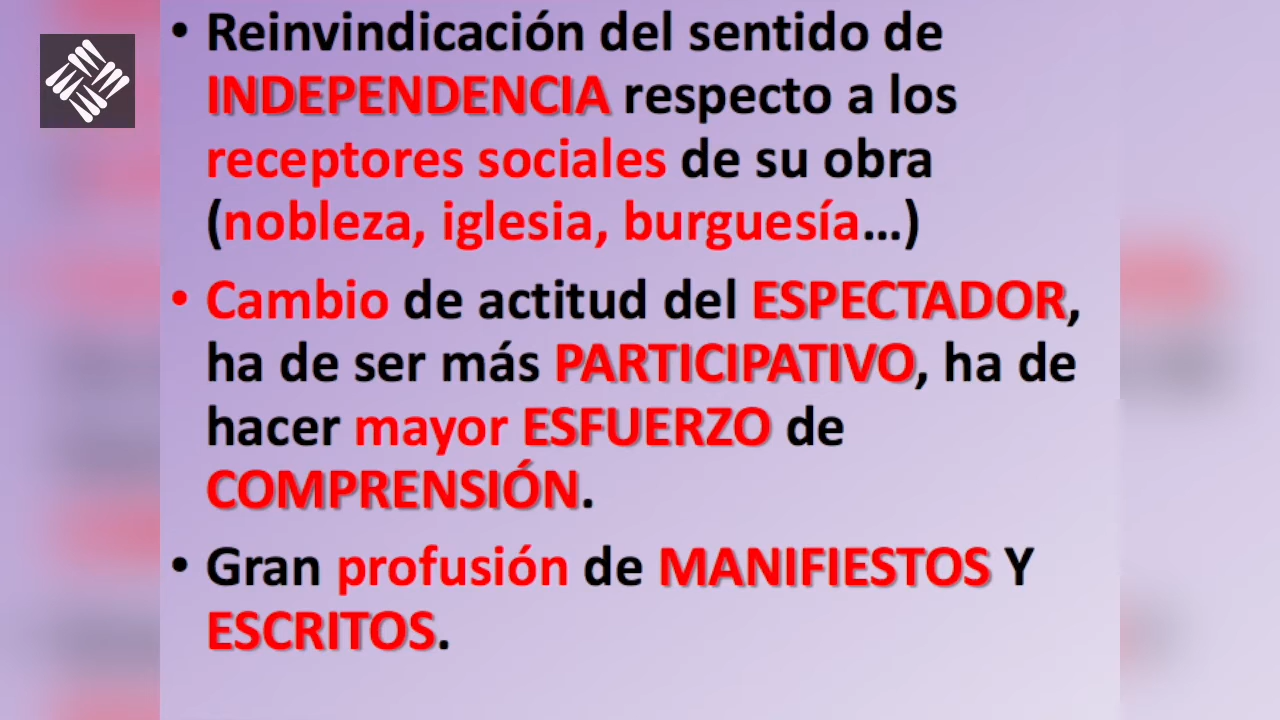 • Reinvindicación del sentido de
INDEPENDENCIA respecto a los
receptores sociales de su obra
(nobleza, iglesia, burguesía...)
• Cambio de actitud del ESPECTADOR,
ha de ser más PARTICIPATIVO, ha de
hacer mayor ESFUERZO de
COMPRENSIÓN.
• Gran profusión de MANIFIESTOS Y
ESCRITOS.